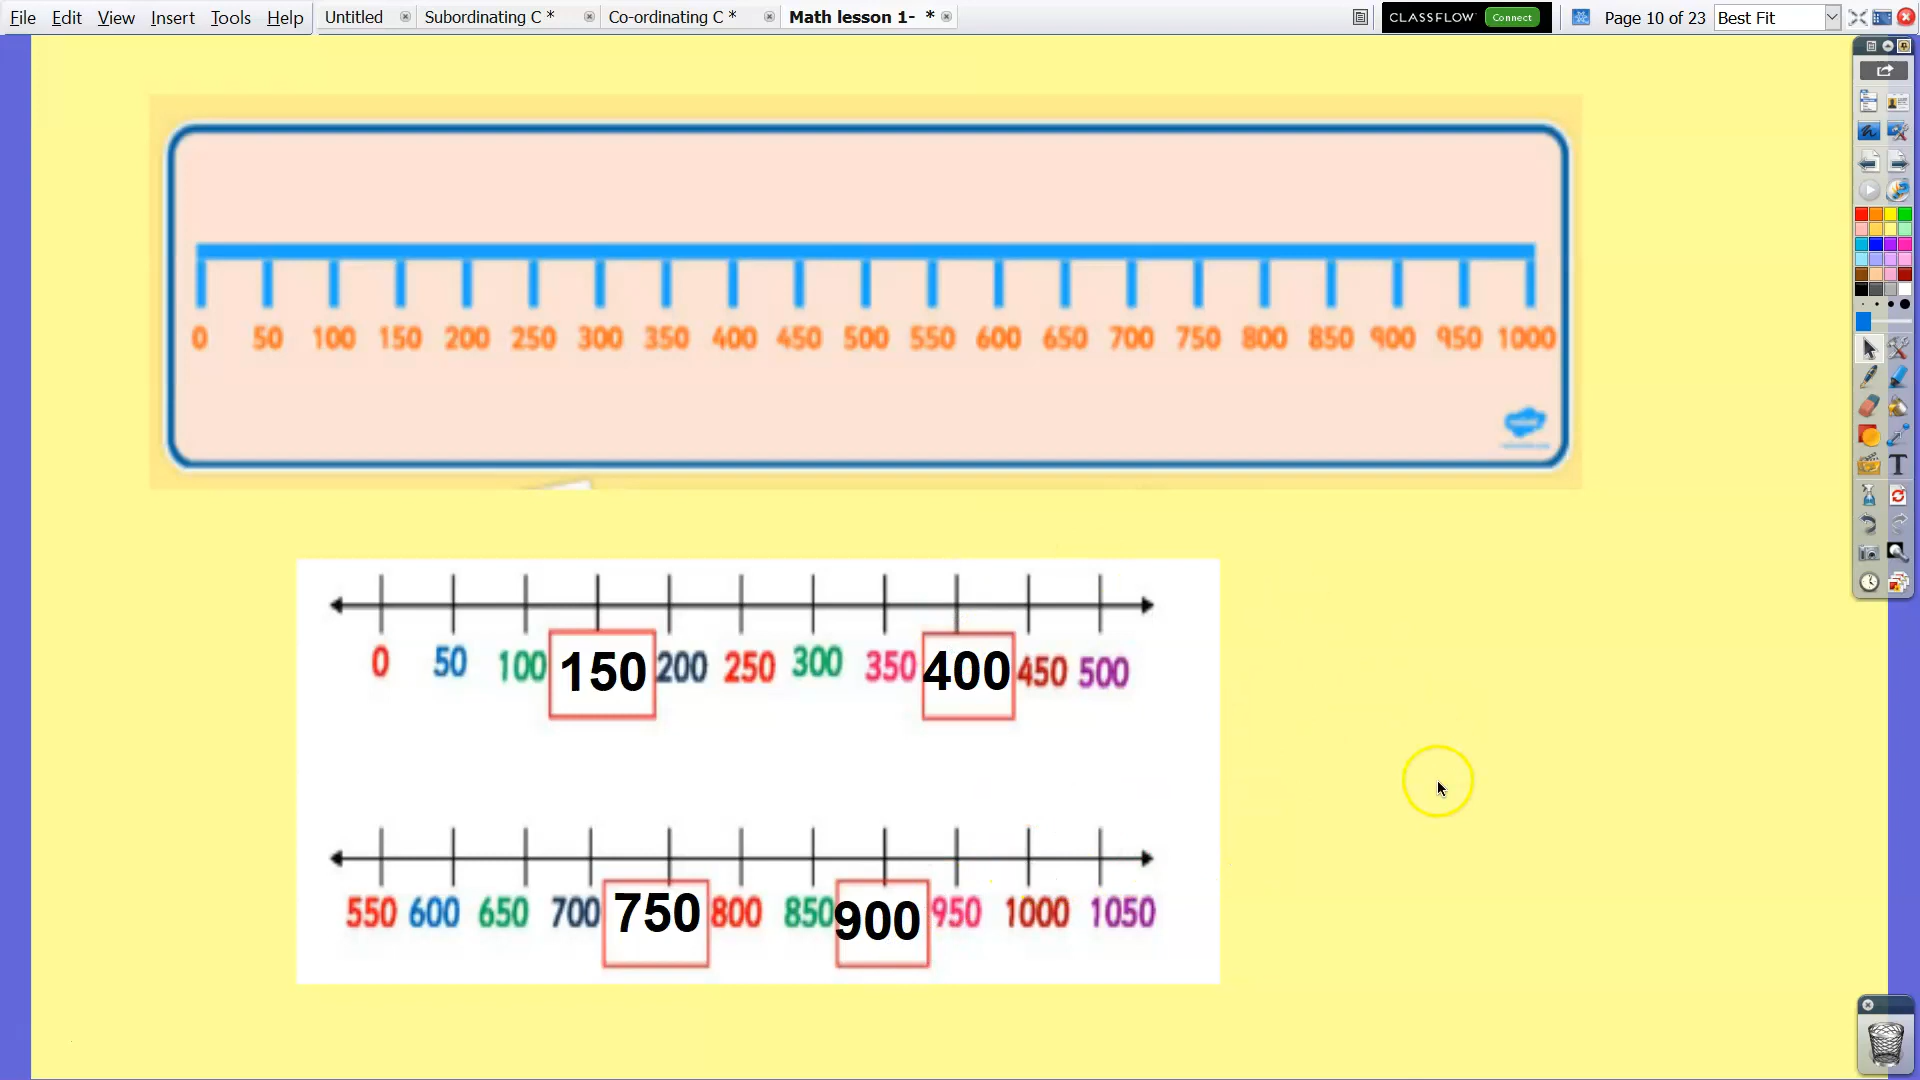 File Edit View Insert Tools Help Untitled Subordinating C * Co-ordinating C * Math lesson 1- * CLASSFLOW Connect Page 10 of 23 Best Fit
0 50 100 150 200 250 300 350 400 450 500 550 600 650 700 750 800 850 900 950 1000
0 50 100 150 200 250 300 350 400 450 500
550 600 650 700 750 800 850 900 950 1000 1050
T